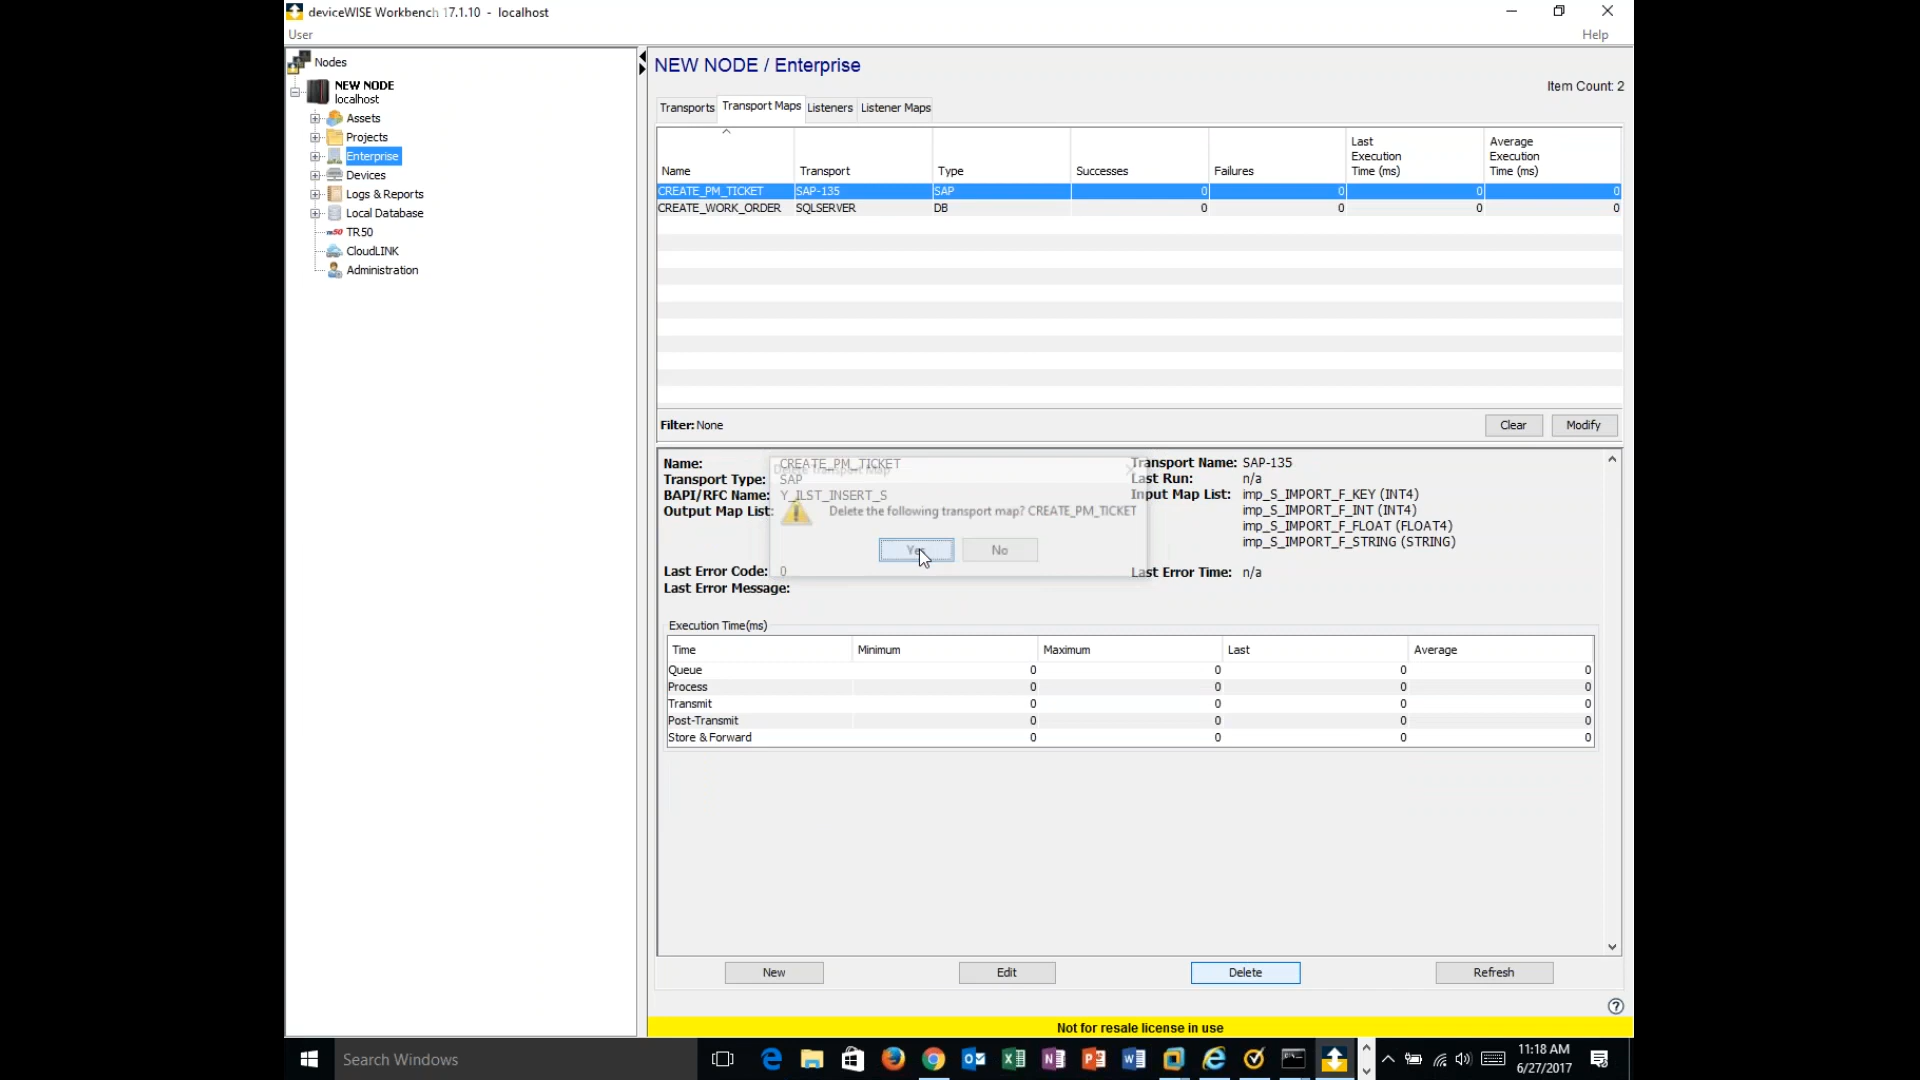 deviceWISE Workbench 17.1.10 - localhost
User
Help
Nodes
NEW NODE
localhost
Assets
Projects
Enterprise
Devices
Logs & Reports
Local Database
TR50
CloudLINK
Administration
NEW NODE / Enterprise
Item Count: 2
Transports Transport Maps Listeners Listener Maps
Name Transport Type Successes Failures Last Execution Time (ms) Average Execution Time (ms)
CREATE_PM_TICKET SAP-135 SAP 0 0 0 0
CREATE_WORK_ORDER SQLSERVER DB 0 0 0 0
Filter: None
Clear
Modify
Name: CREATE_PM_TICKET Transport Name: SAP-135
Delete Transport Map
Transport Type: SAP Last Run: n/a
BAPI/RFC Name: Y_ILST_INSERT_S Input Map List: imp_S_IMPORT_F_KEY (INT4)
Output Map List: imp_S_IMPORT_F_INT (INT4)
Delete the following transport map? CREATE_PM_TICKET
imp_S_IMPORT_F_FLOAT (FLOAT4)
imp_S_IMPORT_F_STRING (STRING)
Yes No
Last Error Code: 0 Last Error Time: n/a
Last Error Message:
Execution Time(ms)
Time Minimum Maximum Last Average
Queue 0 0 0 0
Process 0 0 0 0
Transmit 0 0 0 0
Post-Transmit 0 0 0 0
Store & Forward 0 0 0 0
New Edit Delete Refresh
Not for resale license in use
Search Windows
11:18 AM
6/27/2017